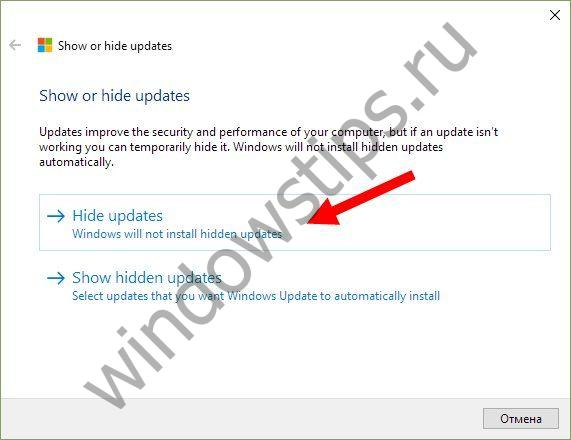 Show or hide updates
Show or hide updates
Updates improve the security and performance of your computer, but if an update isn't
working you can temporarily hide it. Windows will not install hidden updates
automatically.
Hide updates
Windows will not install hidden updates
Show hidden updates
Select updates that you want Windows Update to automatically install
Отмена
windowstips.ru